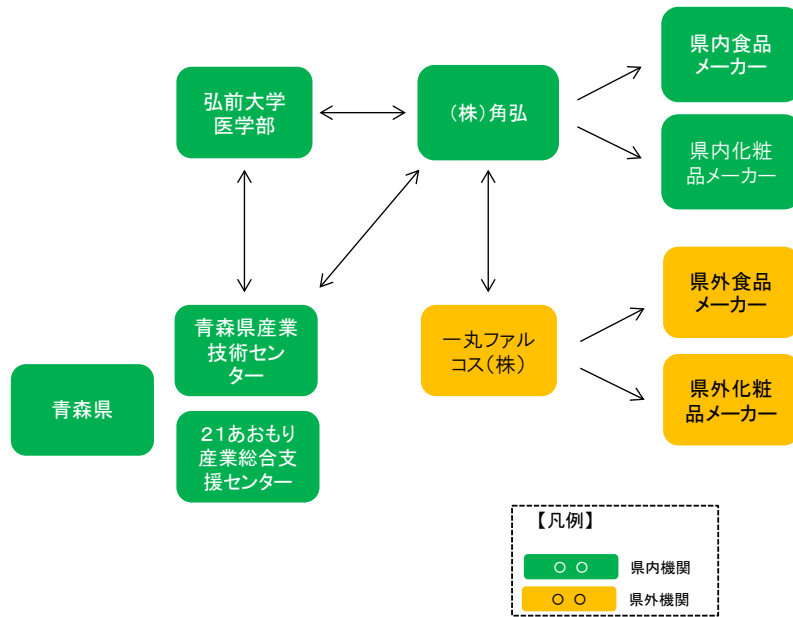 県内食品
メーカー
弘前大学
医学部
(株)角弘
県内化粧
品メーカー
県外食品
メーカー
青森県産業
技術セン
ター
一丸ファル
コス(株)
県外化粧
品メーカー
青森県
21あおもり
産業総合支
援センター
【凡例】
○ ○ 県内機関
○ ○ 県外機関